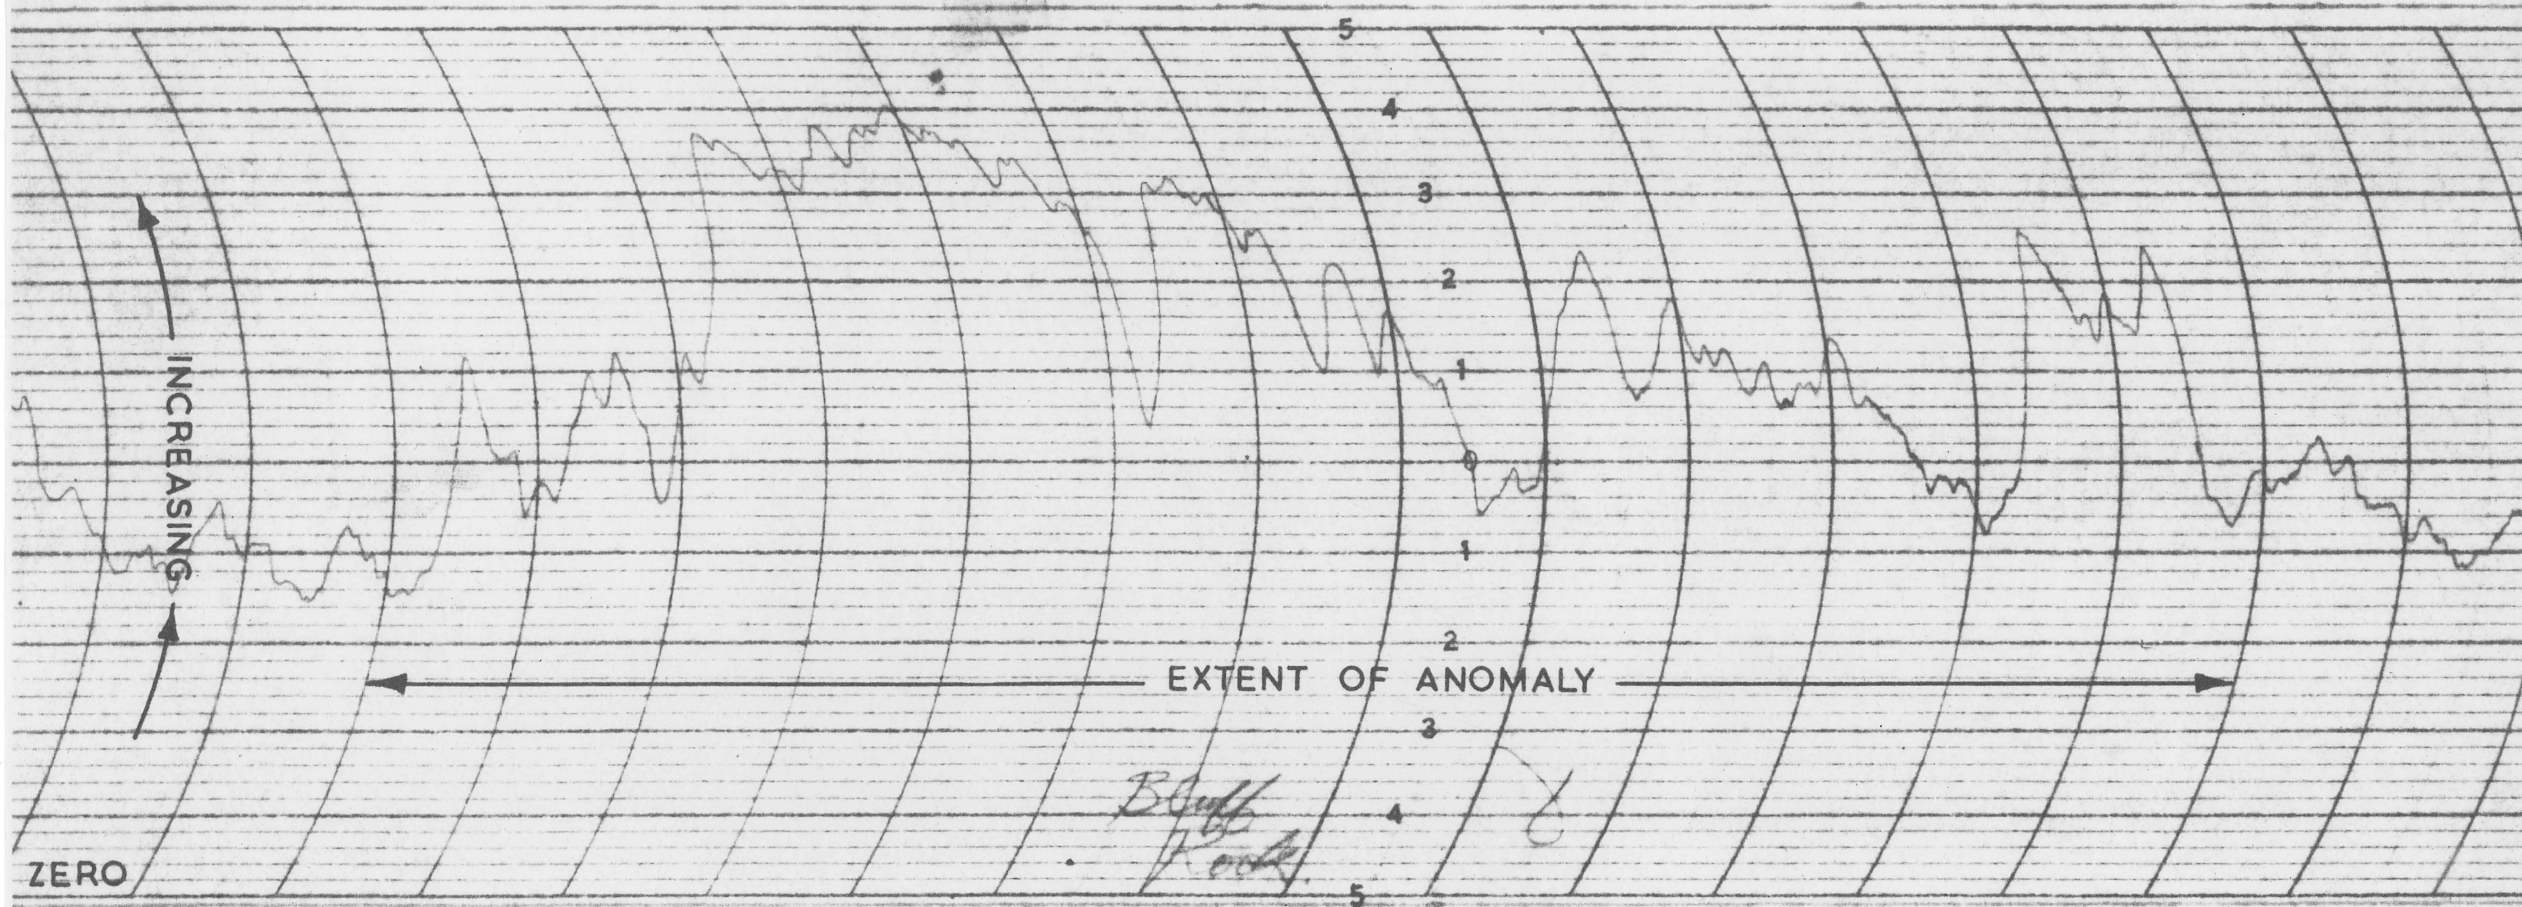 5
4
3
2
1
0
1
2
3
4
5
INCREASING
EXTENT OF ANOMALY
Bluff
Rock.
ZERO